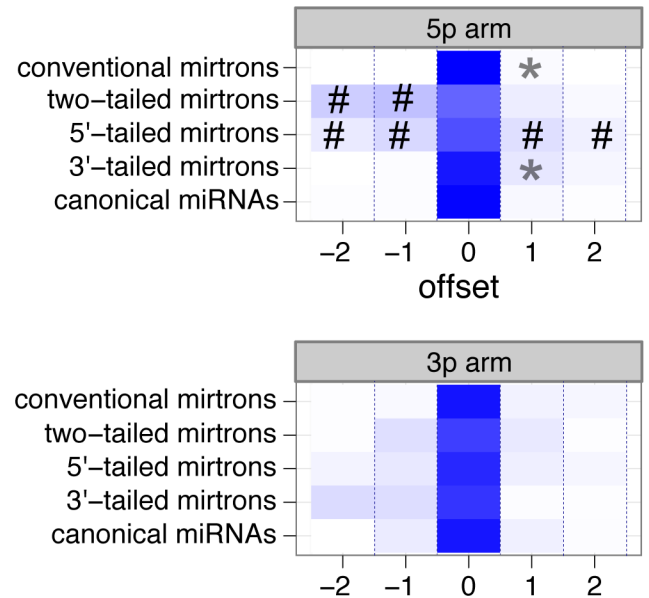 5p arm
conventional mirtrons *
two−tailed mirtrons # #
5'−tailed mirtrons # # # #
3'−tailed mirtrons *
canonical miRNAs
−2 −1 0 1 2
offset
3p arm
conventional mirtrons
two−tailed mirtrons
5'−tailed mirtrons
3'−tailed mirtrons
canonical miRNAs
−2 −1 0 1 2